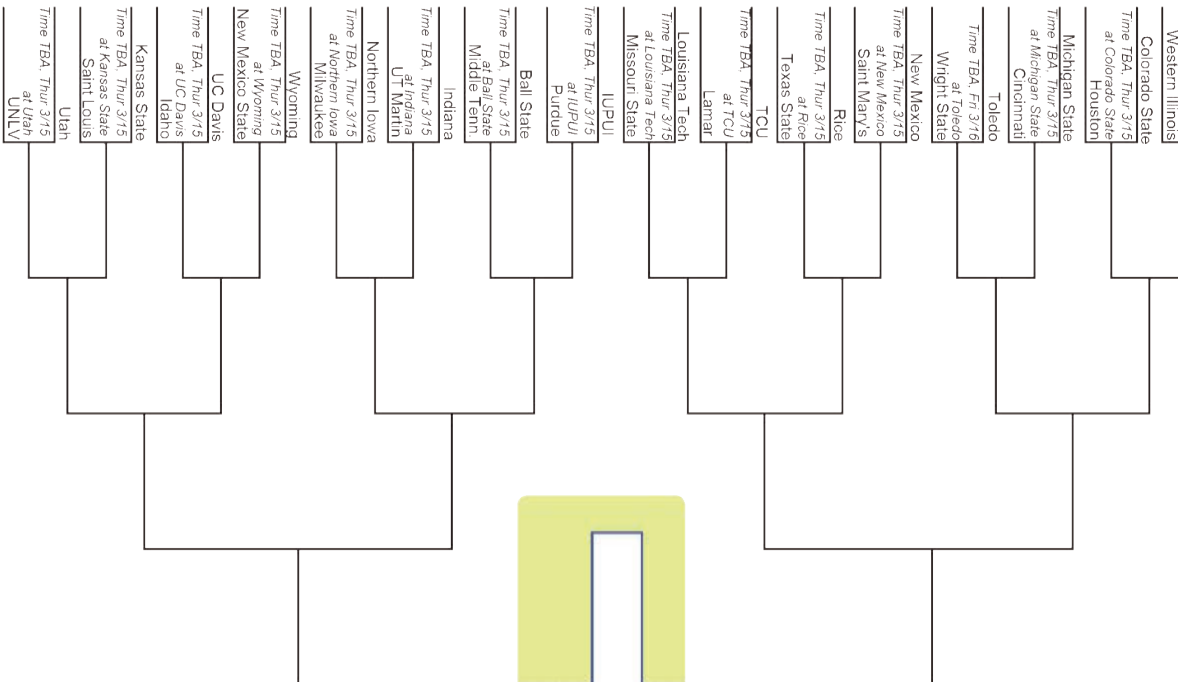 Western Illinois
Colorado State
Time TBA, Thur 3/15
at Colorado State
Houston
Michigan State
Time TBA, Thur 3/15
at Michigan State
Cincinnati
Toledo
Time TBA, Fri 3/16
at Toledo
Wright State
New Mexico
Time TBA, Thur 3/15
at New Mexico
Saint Mary's
Rice
Time TBA, Thur 3/15
at Rice
Texas State
TCU
Time TBA, Thur 3/15
at TCU
Lamar
Louisiana Tech
Time TBA, Thur 3/15
at Louisiana Tech
Missouri State
IUPUI
Time TBA, Thur 3/15
at IUPUI
Purdue
Ball State
Time TBA, Thur 3/15
at Ball State
Middle Tenn.
Indiana
Time TBA, Thur 3/15
at Indiana
UT Martin
Northern Iowa
Time TBA, Thur 3/15
at Northern Iowa
Milwaukee
Wyoming
Time TBA, Thur 3/15
at Wyoming
New Mexico State
UC Davis
Time TBA, Thur 3/15
at UC Davis
Idaho
Kansas State
Time TBA, Thur 3/15
at Kansas State
Saint Louis
Utah
Time TBA, Thur 3/15
at Utah
UNLV